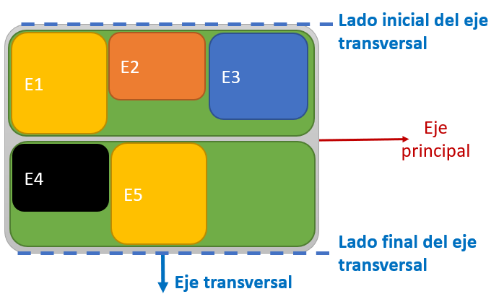 Lado inicial del eje
transversal
E1
E2
E3
Eje
principal
E4
E5
Lado final del eje
transversal
Eje transversal